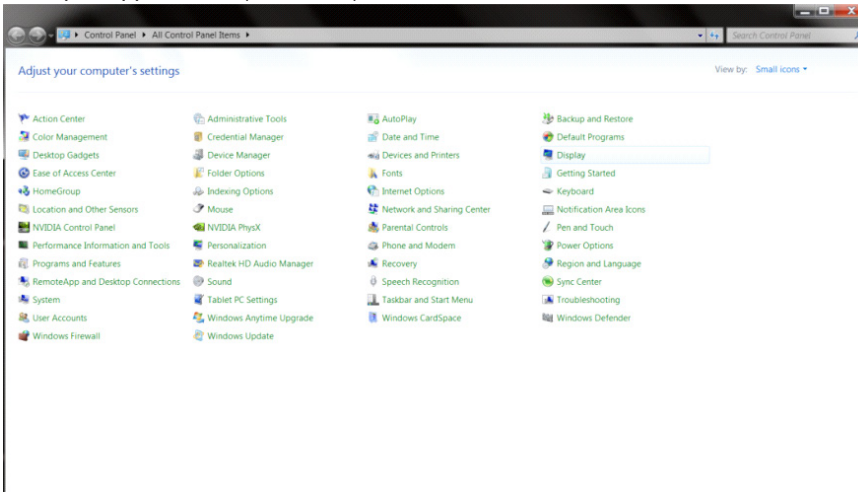 Control Panel ▸ All Control Panel Items ▸ Search Control Panel
Adjust your computer's settings View by: Small icons
Action Center Administrative Tools AutoPlay Backup and Restore
Color Management Credential Manager Date and Time Default Programs
Desktop Gadgets Device Manager Devices and Printers Display
Ease of Access Center Folder Options Fonts Getting Started
HomeGroup Indexing Options Internet Options Keyboard
Location and Other Sensors Mouse Network and Sharing Center Notification Area Icons
NVIDIA Control Panel NVIDIA PhysX Parental Controls Pen and Touch
Performance Information and Tools Personalization Phone and Modem Power Options
Programs and Features Realtek HD Audio Manager Recovery Region and Language
RemoteApp and Desktop Connections Sound Speech Recognition Sync Center
System Tablet PC Settings Taskbar and Start Menu Troubleshooting
User Accounts Windows Anytime Upgrade Windows CardSpace Windows Defender
Windows Firewall Windows Update